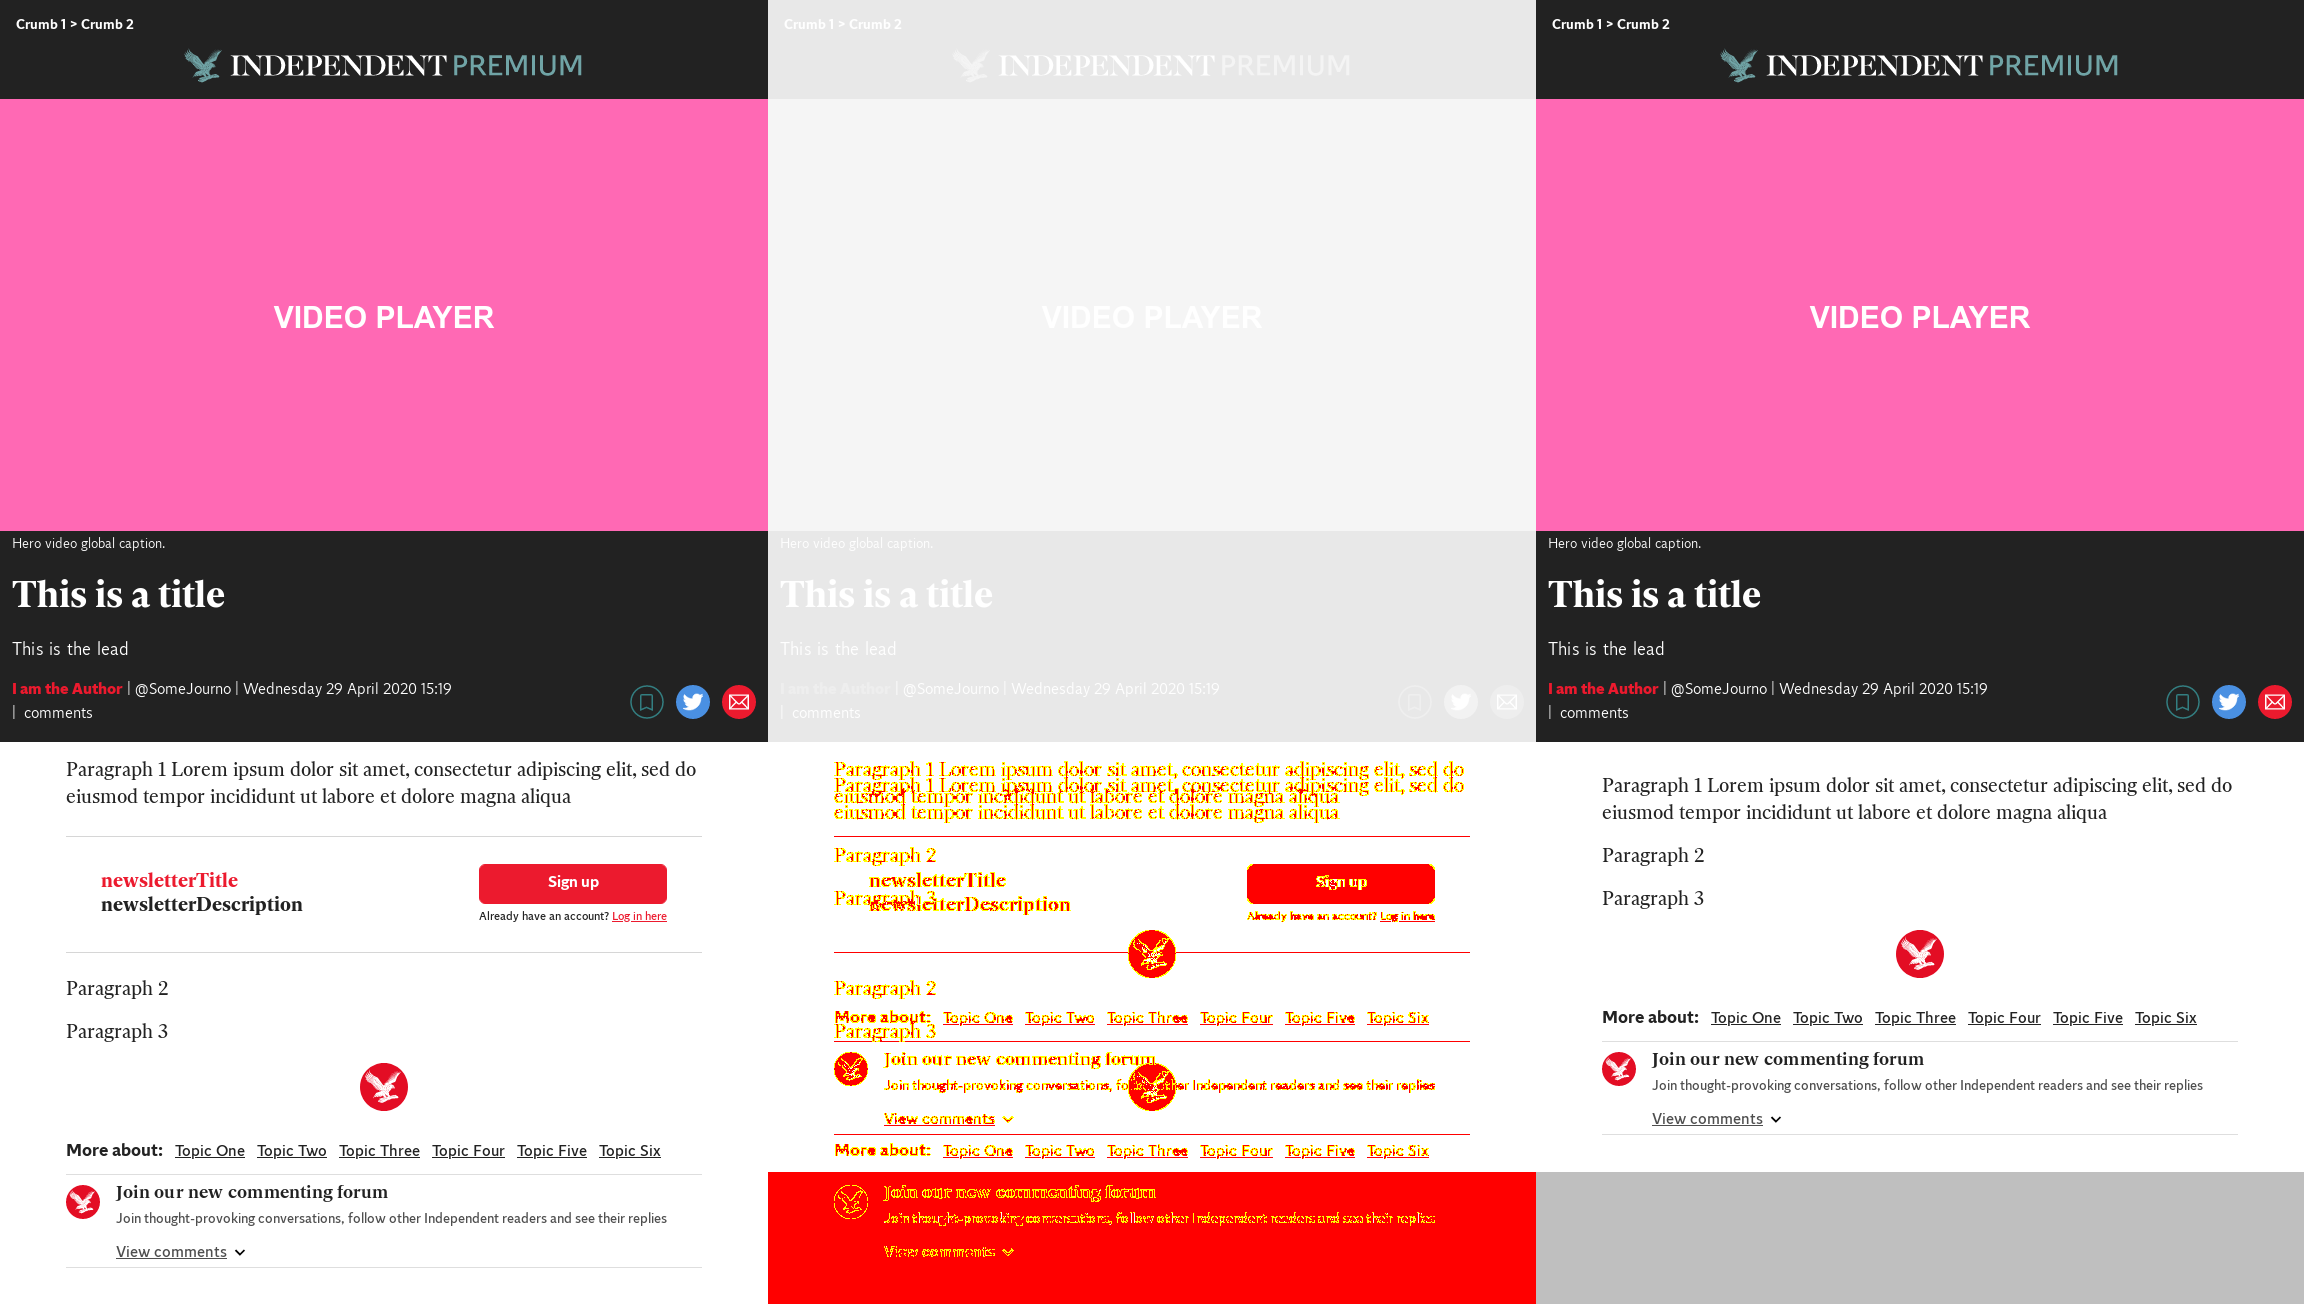 Crumb 1 > Crumb 2
INDEPENDENT PREMIUM
VIDEO PLAYER
Hero video global caption.
This is a title
This is the lead
I am the Author | @SomeJourno | Wednesday 29 April 2020 15:19
| comments
Paragraph 1 Lorem ipsum dolor sit amet, consectetur adipiscing elit, sed do
eiusmod tempor incididunt ut labore et dolore magna aliqua
newsletterTitle
newsletterDescription
Sign up
Already have an account? Log in here
Paragraph 2
Paragraph 3
More about: Topic One Topic Two Topic Three Topic Four Topic Five Topic Six
Join our new commenting forum
Join thought-provoking conversations, follow other Independent readers and see their replies
View comments
Crumb 1 > Crumb 2
INDEPENDENT PREMIUM
VIDEO PLAYER
Hero video global caption.
This is a title
This is the lead
I am the Author | @SomeJourno | Wednesday 29 April 2020 15:19
| comments
Paragraph 1 Lorem ipsum dolor sit amet, consectetur adipiscing elit, sed do
Paragraph 1 Lorem ipsum dolor sit amet, consectetur adipiscing elit, sed do
eiusmod tempor incididunt ut labore et dolore magna aliqua
eiusmod tempor incididunt ut labore et dolore magna aliqua
Paragraph 2
newsletterTitle
Sign up
Paragraph 3
newsletterDescription
Already have an account? Log in here
Paragraph 2
More about: Topic One Topic Two Topic Three Topic Four Topic Five Topic Six
Paragraph 3
Join our new commenting forum
Join thought-provoking conversations, follow other Independent readers and see their replies
View comments
More about: Topic One Topic Two Topic Three Topic Four Topic Five Topic Six
Join our new commenting forum
Join thought-provoking conversations, follow other Independent readers and see their replies
View comments
Crumb 1 > Crumb 2
INDEPENDENT PREMIUM
VIDEO PLAYER
Hero video global caption.
This is a title
This is the lead
I am the Author | @SomeJourno | Wednesday 29 April 2020 15:19
| comments
Paragraph 1 Lorem ipsum dolor sit amet, consectetur adipiscing elit, sed do
eiusmod tempor incididunt ut labore et dolore magna aliqua
Paragraph 2
Paragraph 3
More about: Topic One Topic Two Topic Three Topic Four Topic Five Topic Six
Join our new commenting forum
Join thought-provoking conversations, follow other Independent readers and see their replies
View comments